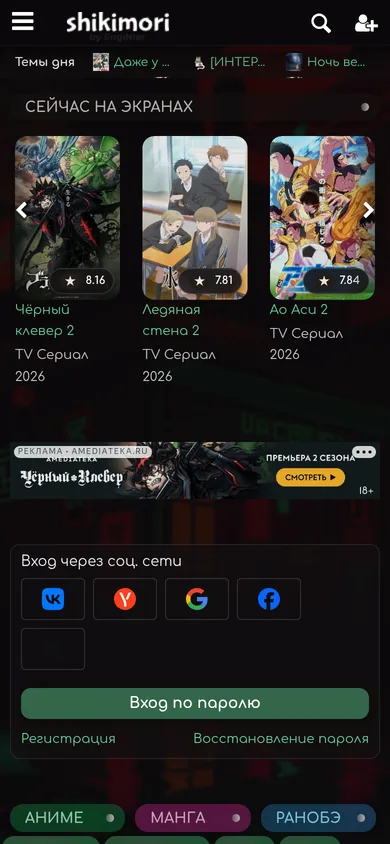 shikimori
Темы дня
Даже у ...
[ИНТЕР...
Ночь ве...
СЕЙЧАС НА ЭКРАНАХ
★ 8.16
★ 7.81
★ 7.84
Чёрный
клевер 2
TV Сериал
2026
Ледяная
стена 2
TV Сериал
2026
Ао Аси 2
TV Сериал
2026
РЕКЛАМА • AMEDIATEKA.RU
AMEDIATEKA
Чёрный Клевер
ПРЕМЬЕРА 2 СЕЗОНА
СМОТРЕТЬ ▶
18+
Вход через соц. сети
Вход по паролю
Регистрация
Восстановление пароля
АНИМЕ
МАНГА
РАНОБЭ